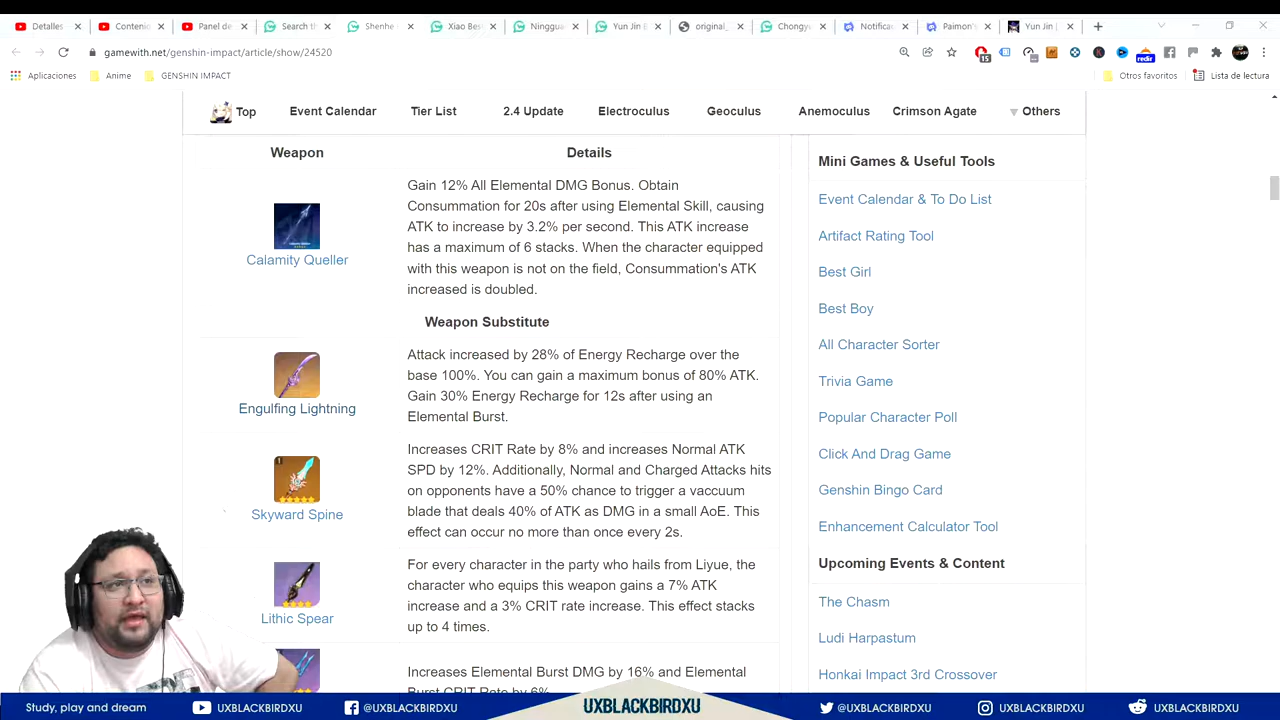 Detalles
Contenio
Panel de
Search th
Shenhe
Xiao Bes
Ninggua
Yun Jin B
original_
Chongy
Notificac
Paimon's
Yun Jin |
gamewith.net/genshin-impact/article/show/24520
15
redir
Aplicaciones
Anime
GENSHIN IMPACT
Otros favoritos
Lista de lectura
Top
Event Calendar
Tier List
2.4 Update
Electroculus
Geoculus
Anemoculus
Crimson Agate
Others
Weapon
Details
Calamity Queller
Gain 12% All Elemental DMG Bonus. Obtain
Consummation for 20s after using Elemental Skill, causing
ATK to increase by 3.2% per second. This ATK increase
has a maximum of 6 stacks. When the character equipped
with this weapon is not on the field, Consummation's ATK
increased is doubled.
Weapon Substitute
Engulfing Lightning
Attack increased by 28% of Energy Recharge over the
base 100%. You can gain a maximum bonus of 80% ATK.
Gain 30% Energy Recharge for 12s after using an
Elemental Burst.
1
Skyward Spine
Increases CRIT Rate by 8% and increases Normal ATK
SPD by 12%. Additionally, Normal and Charged Attacks hits
on opponents have a 50% chance to trigger a vaccuum
blade that deals 40% of ATK as DMG in a small AoE. This
effect can occur no more than once every 2s.
Lithic Spear
For every character in the party who hails from Liyue, the
character who equips this weapon gains a 7% ATK
increase and a 3% CRIT rate increase. This effect stacks
up to 4 times.
Increases Elemental Burst DMG by 16% and Elemental
Burst CRIT Rate by 6%
Mini Games & Useful Tools
Event Calendar & To Do List
Artifact Rating Tool
Best Girl
Best Boy
All Character Sorter
Trivia Game
Popular Character Poll
Click And Drag Game
Genshin Bingo Card
Enhancement Calculator Tool
Upcoming Events & Content
The Chasm
Ludi Harpastum
Honkai Impact 3rd Crossover
Study, play and dream
UXBLACKBIRDXU
@UXBLACKBIRDXU
UXBLACKBIRDXU
@UXBLACKBIRDXU
UXBLACKBIRDXU
UXBLACKBIRDXU